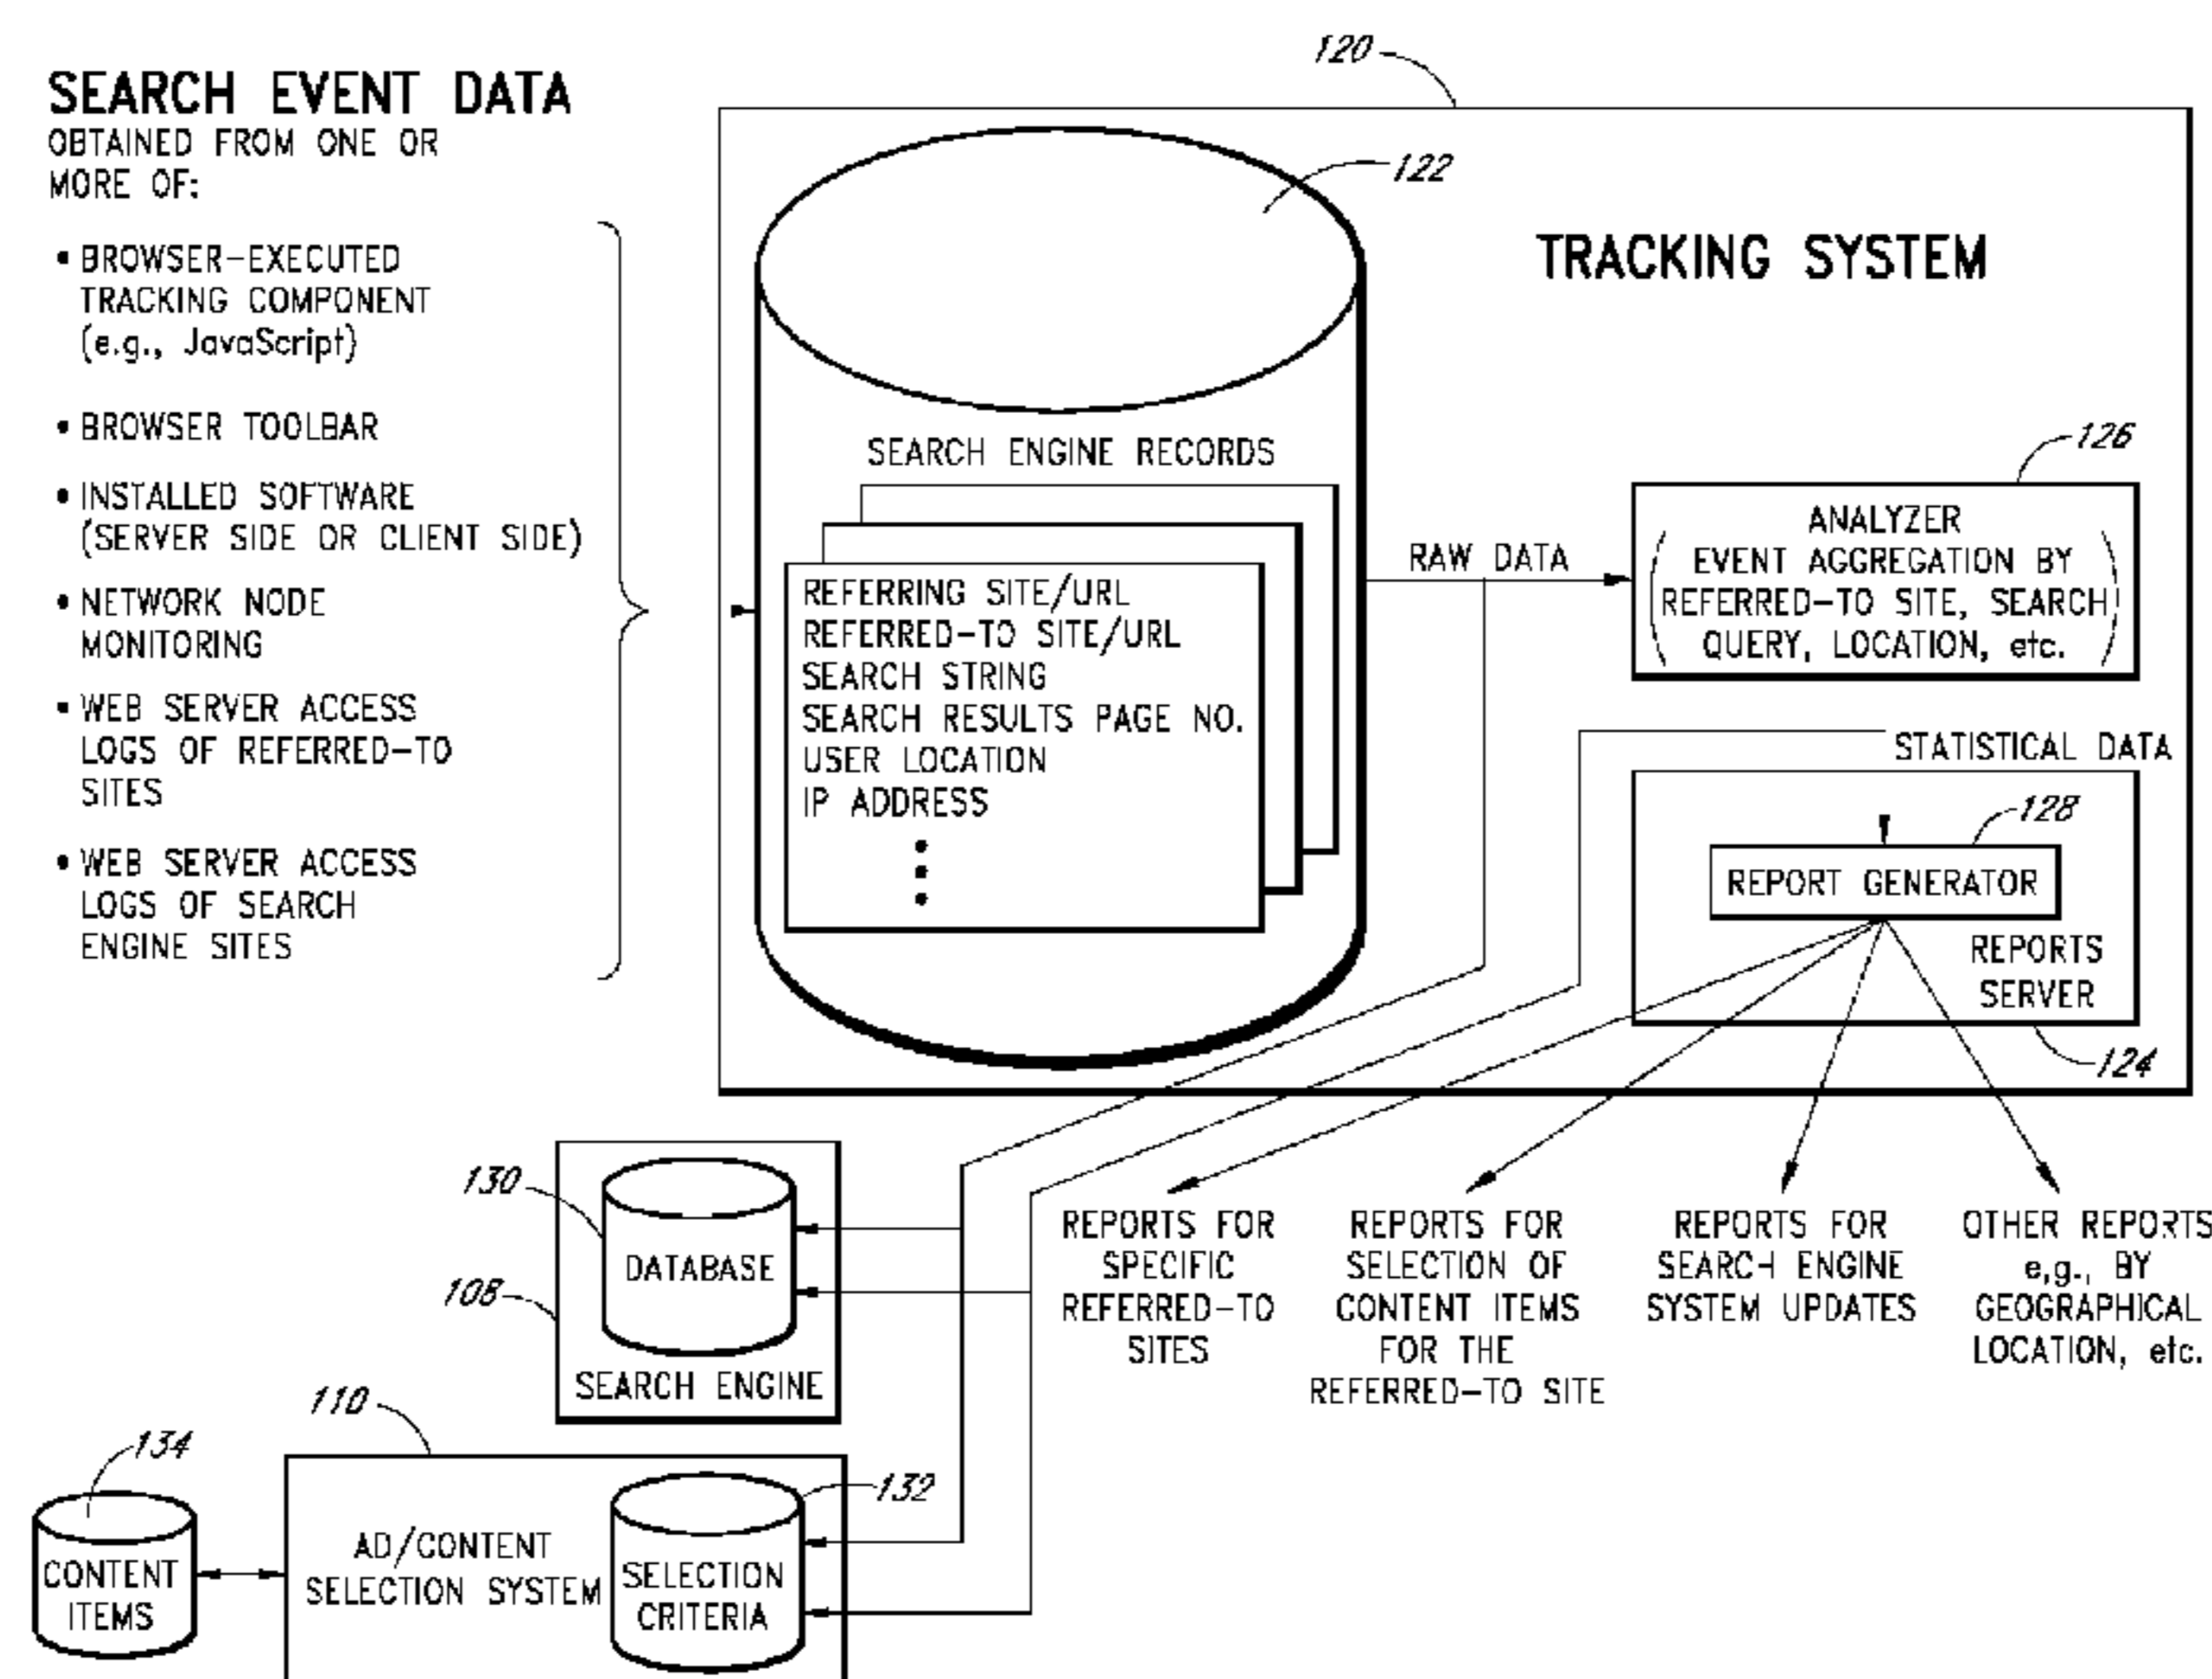 120
SEARCH EVENT DATA
OBTAINED FROM ONE OR
MORE OF:
• BROWSER-EXECUTED
TRACKING COMPONENT
(e.g., JavaScript)
• BROWSER TOOLBAR
• INSTALLED SOFTWARE
(SERVER SIDE OR CLIENT SIDE)
• NETWORK NODE
MONITORING
• WEB SERVER ACCESS
LOGS OF REFERRED-TO
SITES
• WEB SERVER ACCESS
LOGS OF SEARCH
ENGINE SITES
122
TRACKING SYSTEM
SEARCH ENGINE RECORDS
REFERRING SITE/URL
REFERRED-TO SITE/URL
SEARCH STRING
SEARCH RESULTS PAGE NO.
USER LOCATION
IP ADDRESS
RAW DATA
126
ANALYZER
EVENT AGGREGATION BY
REFERRED-TO SITE, SEARCH
QUERY, LOCATION, etc.
STATISTICAL DATA
128
REPORT GENERATOR
REPORTS
SERVER
124
130
DATABASE
108
SEARCH ENGINE
REPORTS FOR
SPECIFIC
REFERRED-TO
SITES
REPORTS FOR
SELECTION OF
CONTENT ITEMS
FOR THE
REFERRED-TO SITE
REPORTS FOR
SEARCH ENGINE
SYSTEM UPDATES
OTHER REPORTS
e,g., BY
GEOGRAPHICAL
LOCATION, etc.
110
134
CONTENT
ITEMS
AD/CONTENT
SELECTION SYSTEM
132
SELECTION
CRITERIA